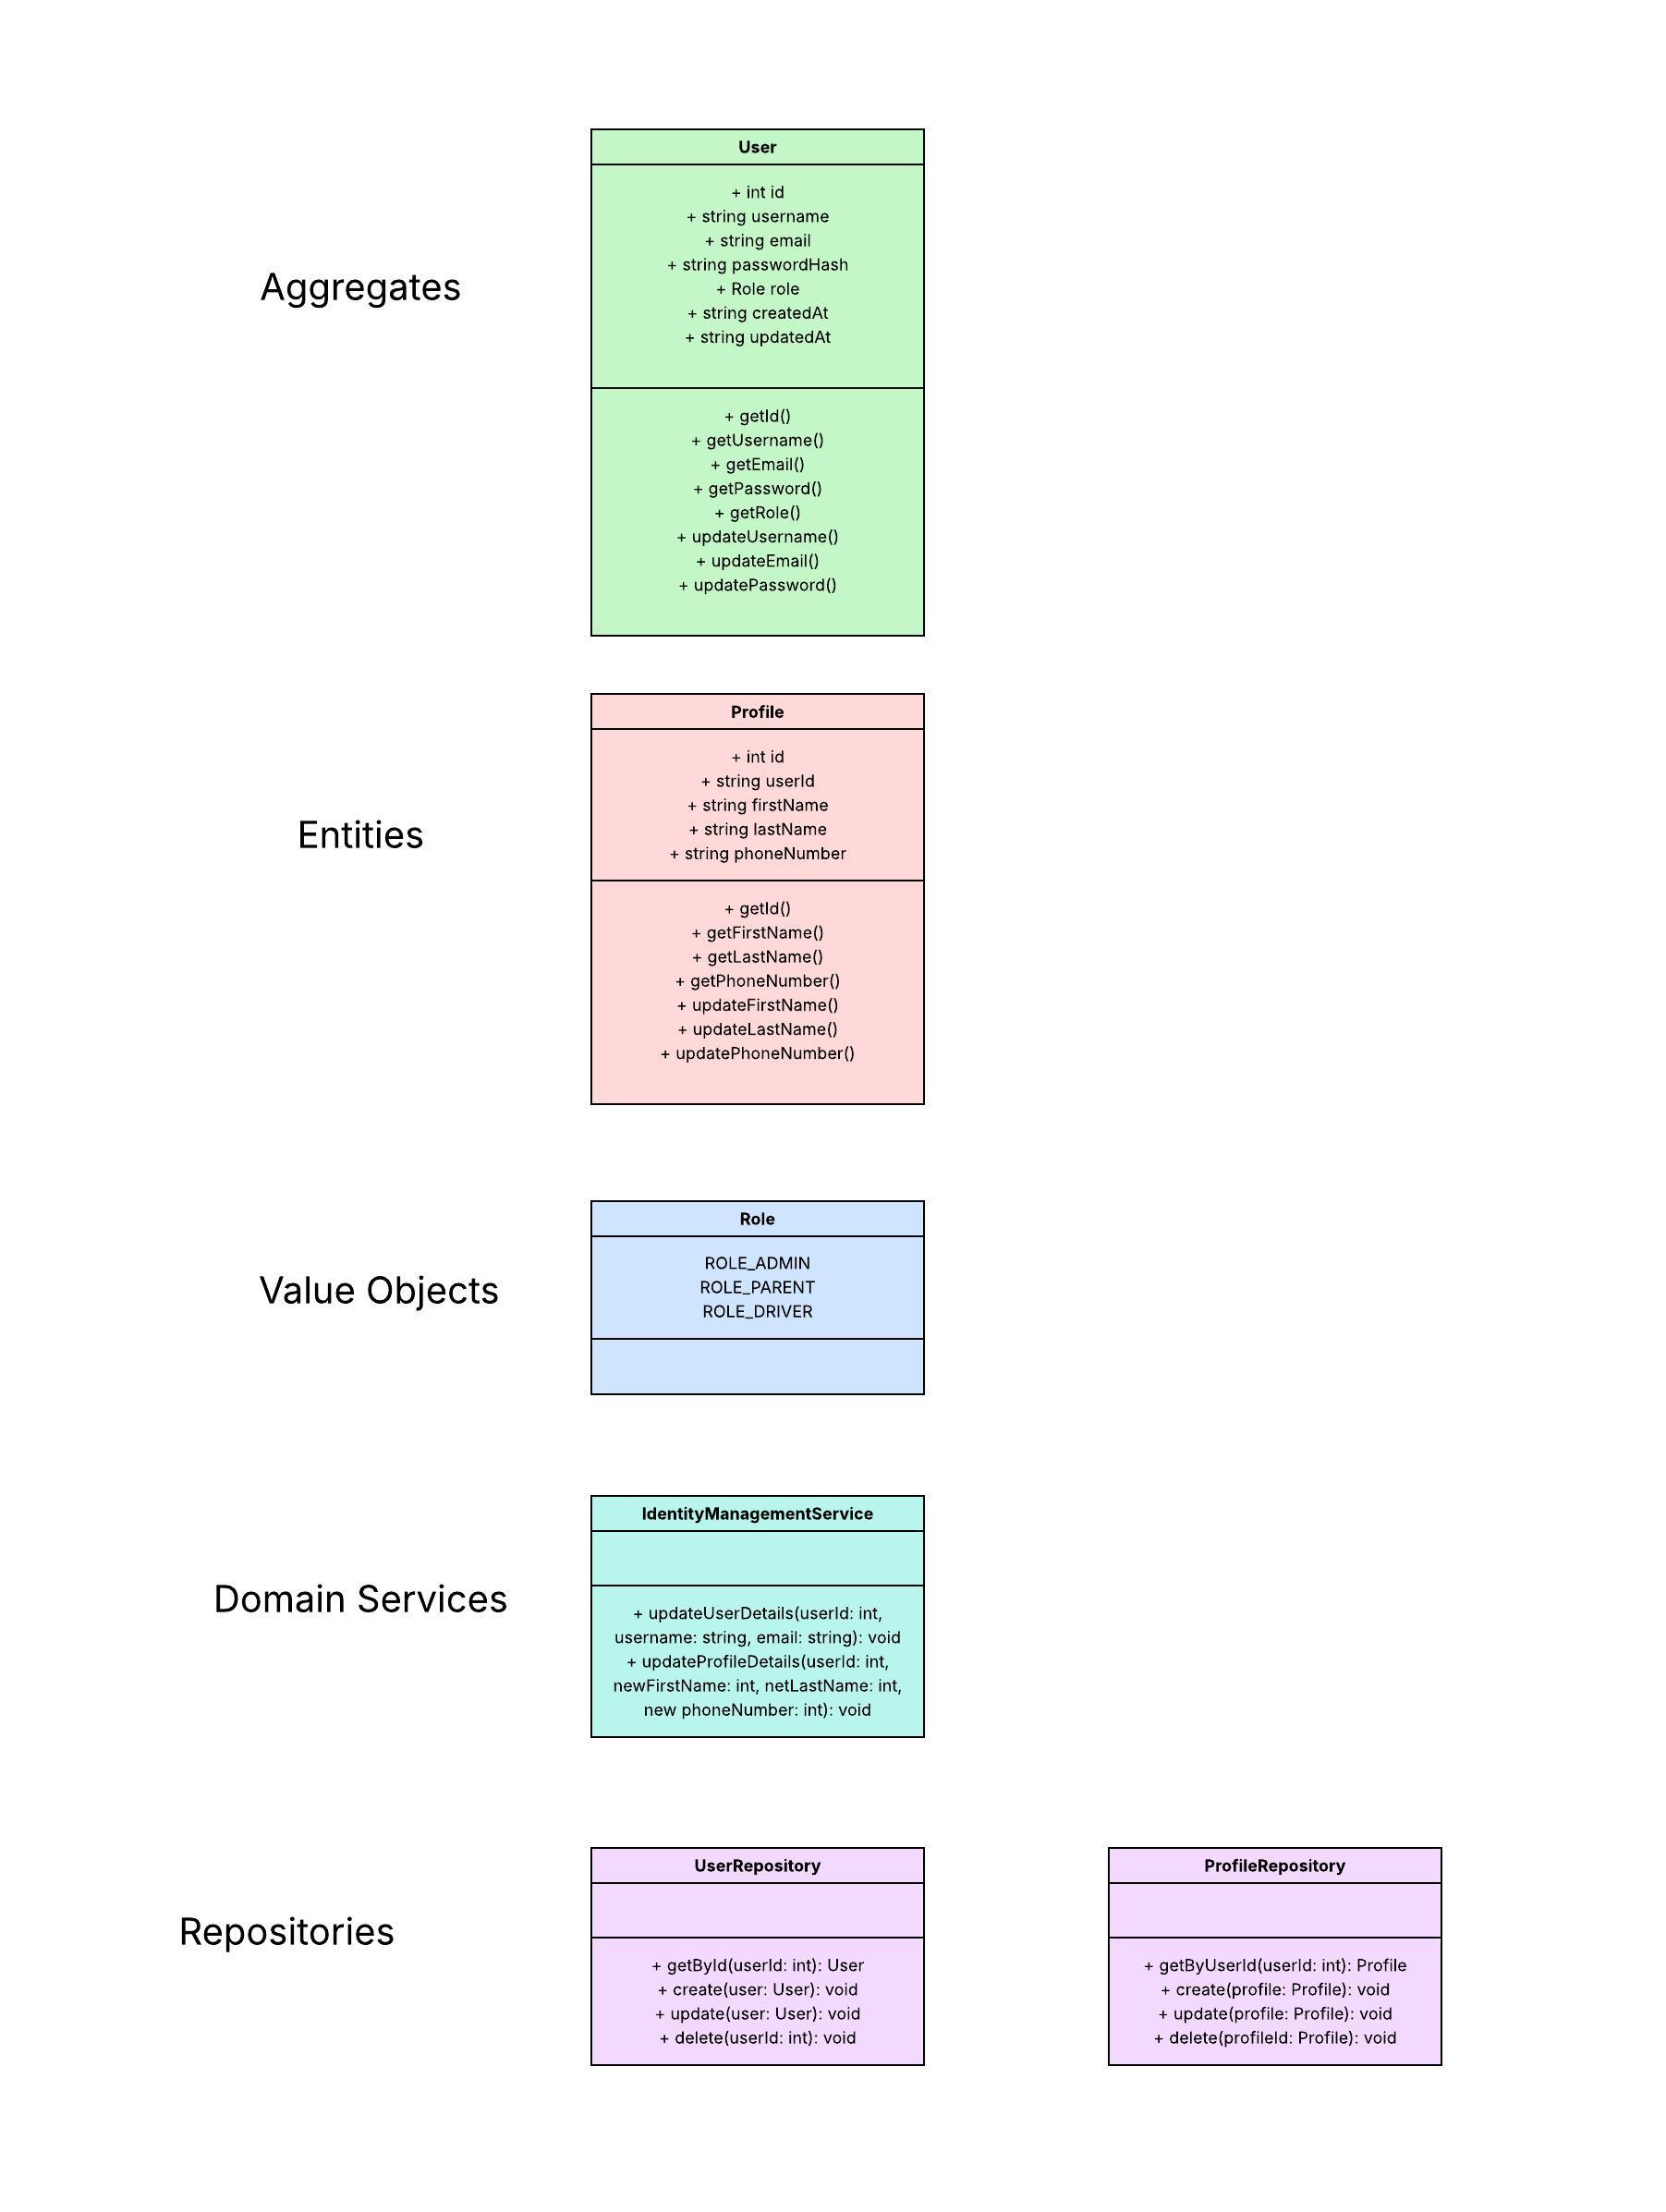 User
+ int id
+ string username
+ string email
+ string passwordHash
+ Role role
+ string createdAt
+ string updatedAt
Aggregates
+ getId()
+ getUsername()
+ getEmail()
+ getPassword()
+ getRole()
+ updateUsername()
+ updateEmail()
+ updatePassword()
Profile
+ int id
+ string userId
+ string firstName
+ string lastName
+ string phoneNumber
Entities
+ getId()
+ getFirstName()
+ getLastName()
+ getPhoneNumber()
+ updateFirstName()
+ updateLastName()
+ updatePhoneNumber()
Role
Value Objects
ROLE_ADMIN
ROLE_PARENT
ROLE_DRIVER
IdentityManagementService
Domain Services
+ updateUserDetails(userId: int,
username: string, email: string): void
+ updateProfileDetails(userId: int,
newFirstName: int, netLastName: int,
new phoneNumber: int): void
Repositories
UserRepository
+ getById(userId: int): User
+ create(user: User): void
+ update(user: User): void
+ delete(userId: int): void
ProfileRepository
+ getByUserId(userId: int): Profile
+ create(profile: Profile): void
+ update(profile: Profile): void
+ delete(profileId: Profile): void